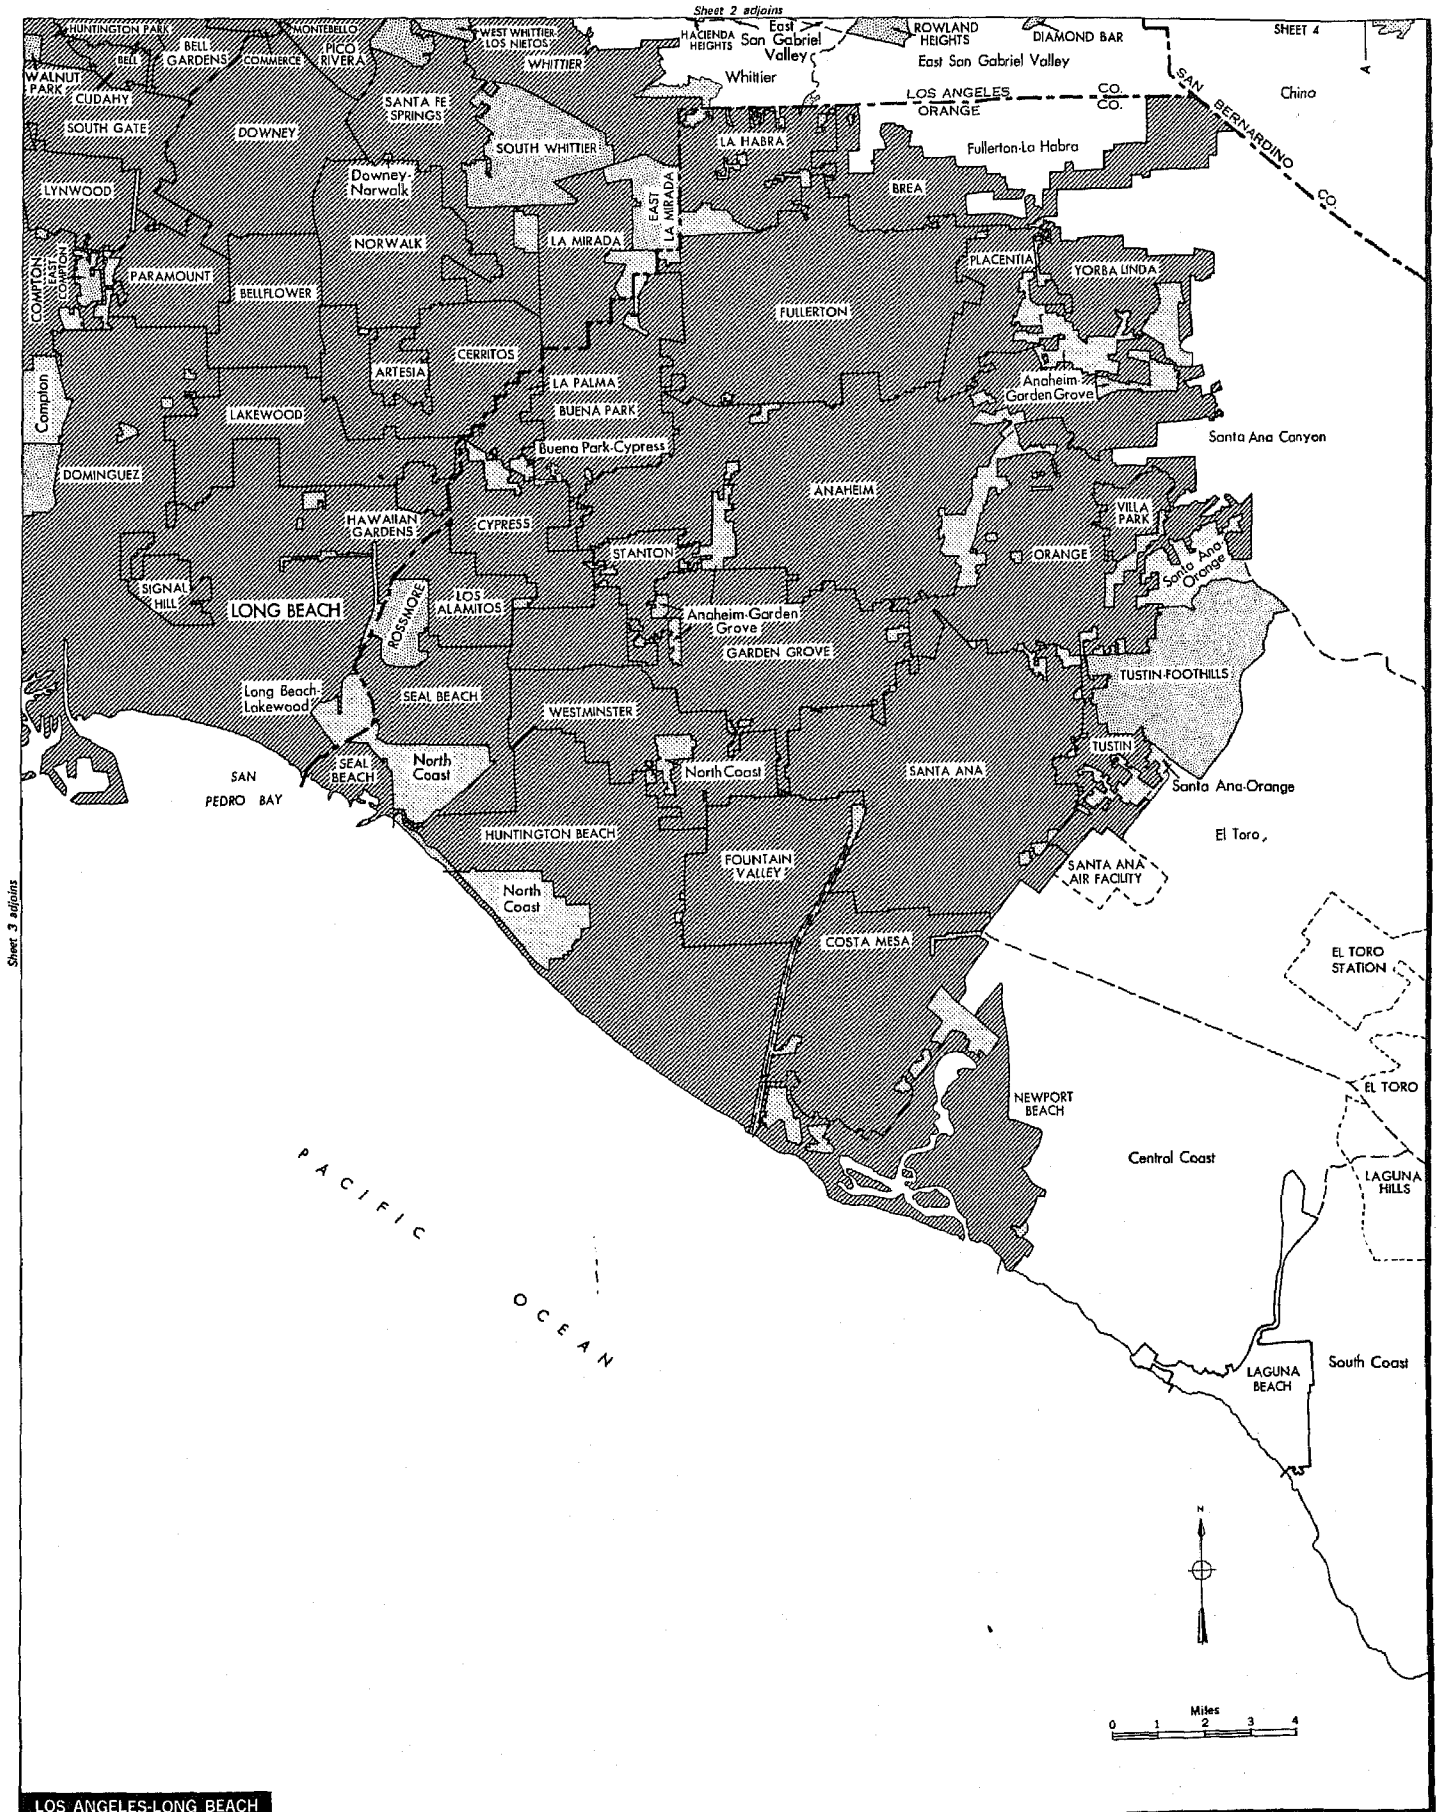 Sheet 2 adjoins
HUNTINGTON PARK
MONTEBELLO
WEST WHITTIER-
LOS NIETOS
HACIENDA
HEIGHTS
East
San Gabriel
Valley
ROWLAND
HEIGHTS
DIAMOND BAR
SHEET 4
BELL
BELL
GARDENS
COMMERCE
PICO
RIVERA
WHITTIER
East San Gabriel Valley
A
WALNUT
PARK
CUDAHY
Whittier
SAN BERNARDINO CO.
Chino
SANTA FE
SPRINGS
LOS ANGELES CO.
ORANGE CO.
SOUTH GATE
DOWNEY
SOUTH WHITTIER
LA HABRA
Fullerton-La Habra
LYNWOOD
Downey-
Norwalk
EAST
LA MIRADA
BREA
NORWALK
LA MIRADA
PLACENTIA
YORBA LINDA
COMPTON
EAST
COMPTON
PARAMOUNT
BELLFLOWER
FULLERTON
CERRITOS
ARTESIA
LA PALMA
Anaheim-
Garden Grove
Compton
LAKEWOOD
BUENA PARK
Santa Ana Canyon
Buena Park-Cypress
DOMINGUEZ
ANAHEIM
HAWAIIAN
GARDENS
CYPRESS
VILLA
PARK
STANTON
ORANGE
Santa Ana-
Orange
SIGNAL
HILL
LONG BEACH
ROSSMORE
LOS
ALAMITOS
Anaheim-Garden
Grove
GARDEN GROVE
TUSTIN-FOOTHILLS
Long Beach-
Lakewood
SEAL BEACH
WESTMINSTER
TUSTIN
SAN
PEDRO BAY
SEAL
BEACH
North
Coast
North Coast
SANTA ANA
Santa Ana-Orange
HUNTINGTON BEACH
El Toro
FOUNTAIN
VALLEY
SANTA ANA
AIR FACILITY
North
Coast
Sheet 3 adjoins
COSTA MESA
EL TORO
STATION
EL TORO
NEWPORT
BEACH
Central Coast
LAGUNA
HILLS
PACIFIC
OCEAN
South Coast
LAGUNA
BEACH
N
Miles
0 1 2 3 4
LOS ANGELES-LONG BEACH